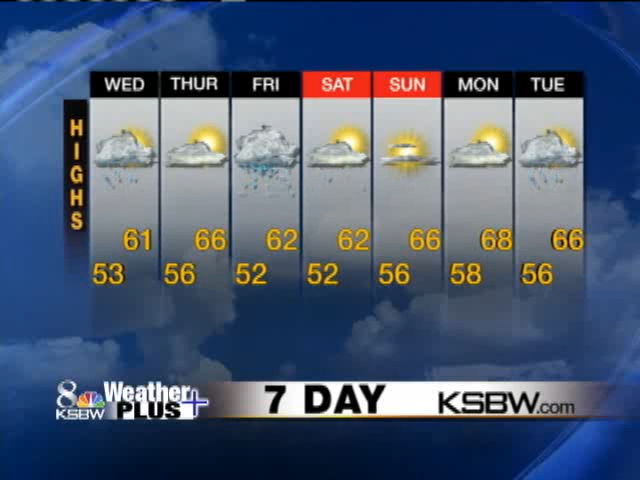 WED THUR FRI SAT SUN MON TUE
HIGHS
61 66 62 62 66 68 66
53 56 52 52 56 58 56
8 KSBW Weather PLUS+
7 DAY
KSBW.com